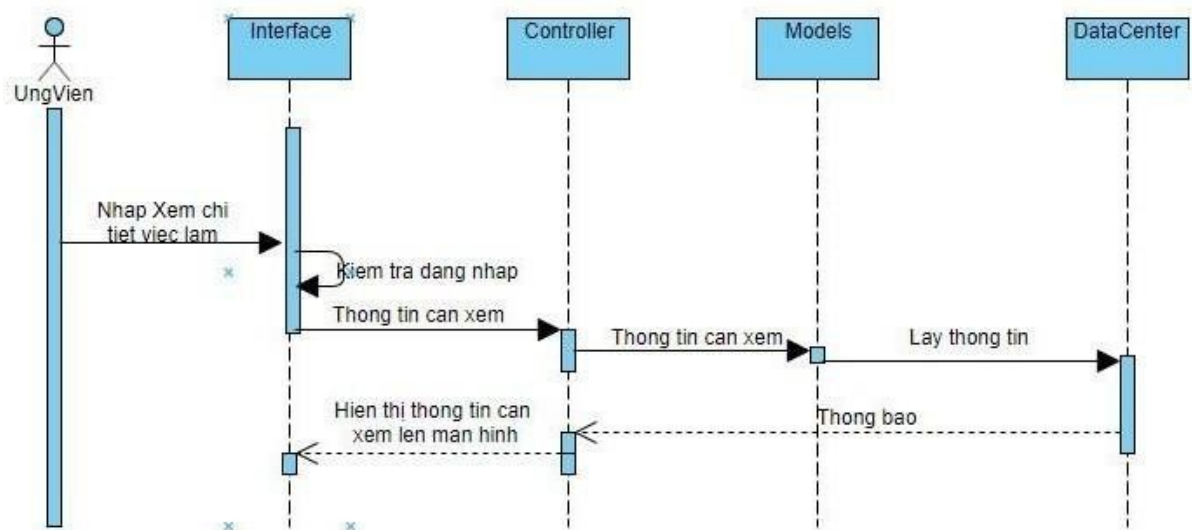 Interface
Controller
Models
DataCenter
UngVien
Nhap Xem chi
tiet viec lam
Kiem tra dang nhap
Thong tin can xem
Thong tin can xem
Lay thong tin
Hien thị thong tin can
xem len man hinh
Thong bao